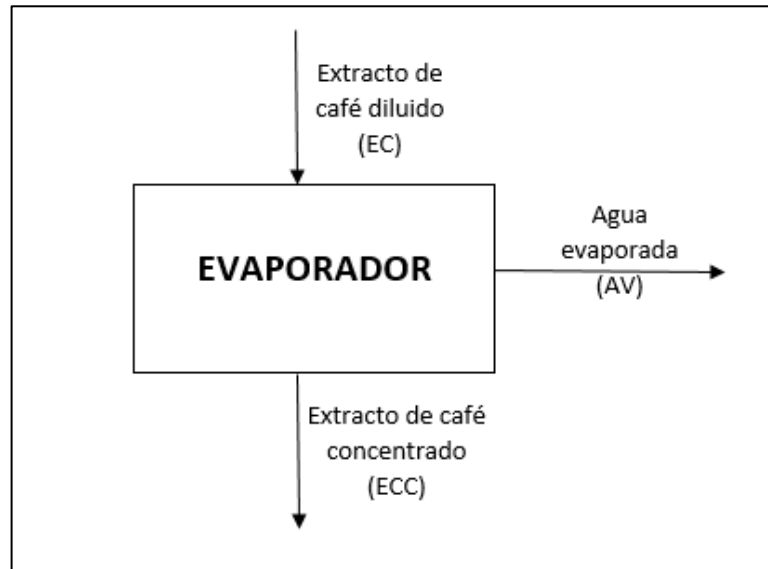 Extracto de
café diluido
(EC)
EVAPORADOR
Agua
evaporada
(AV)
Extracto de café
concentrado
(ECC)